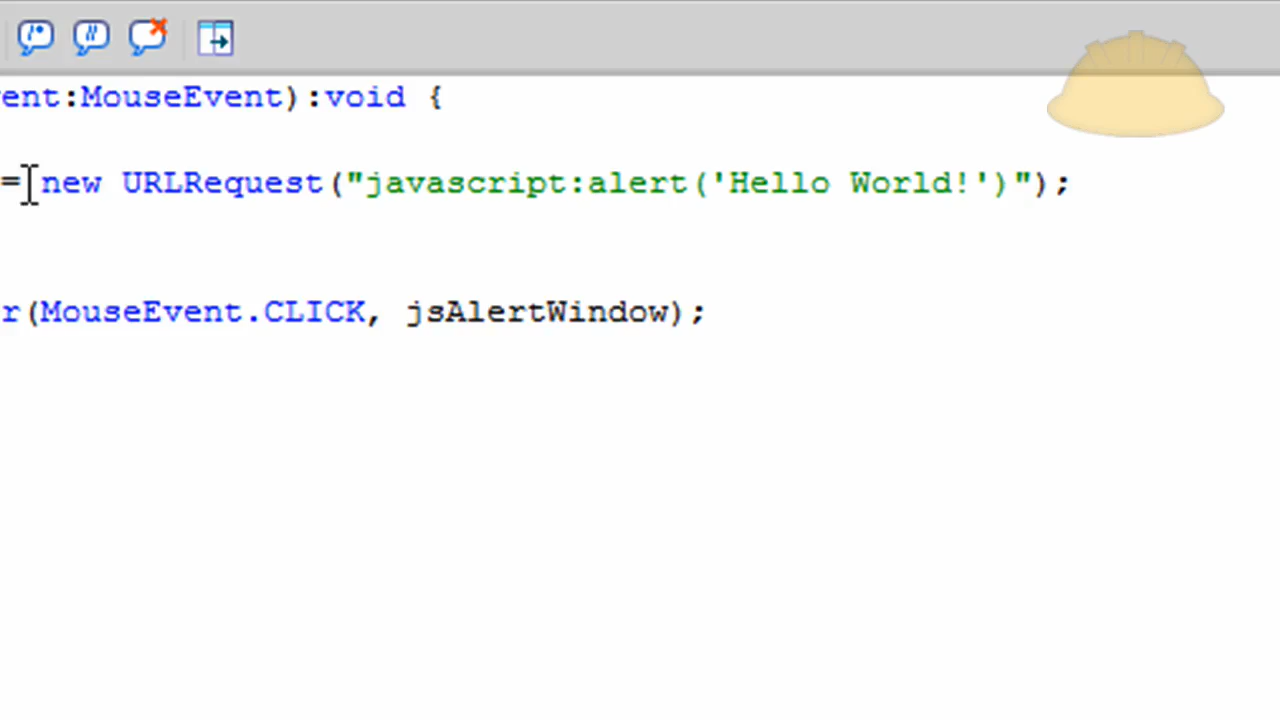 ent:MouseEvent):void {
= new URLRequest("javascript:alert('Hello World!')");
r(MouseEvent.CLICK, jsAlertWindow);